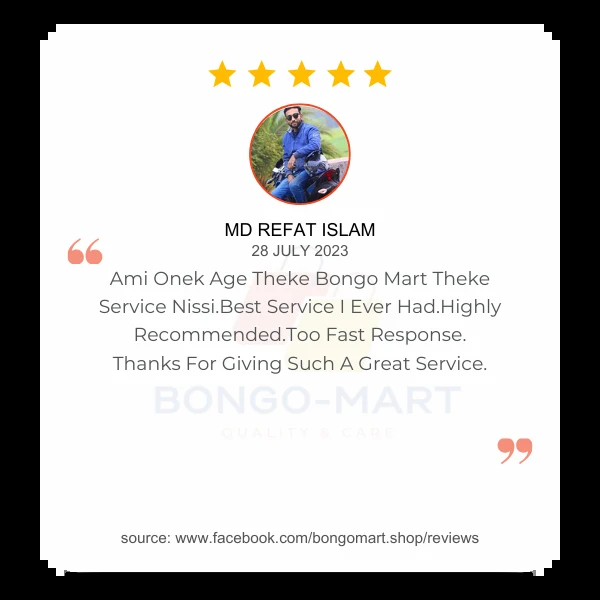 MD REFAT ISLAM
28 JULY 2023
Ami Onek Age Theke Bongo Mart Theke
Service Nissi.Best Service I Ever Had.Highly
Recommended.Too Fast Response.
Thanks For Giving Such A Great Service.
BONGO-MART
QUALITY & CARE
source: www.facebook.com/bongomart.shop/reviews